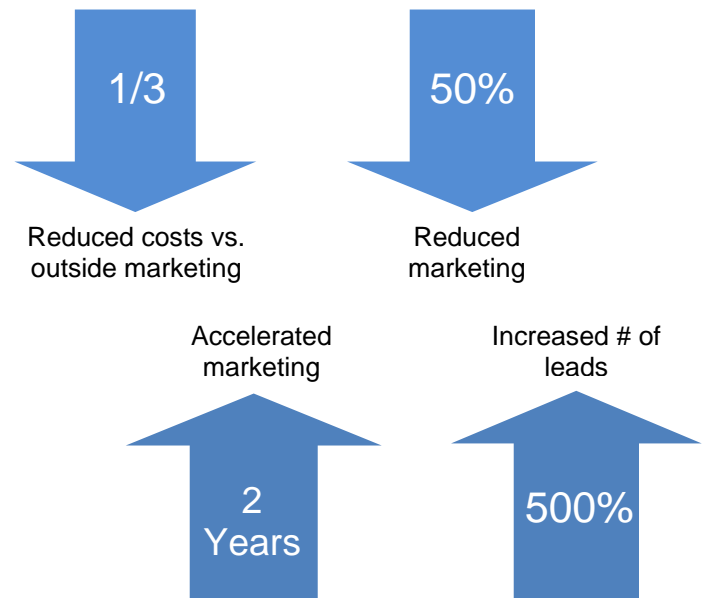 1/3
50%
Reduced costs vs.
outside marketing
Reduced
marketing
Accelerated
marketing
Increased # of
leads
2
Years
500%